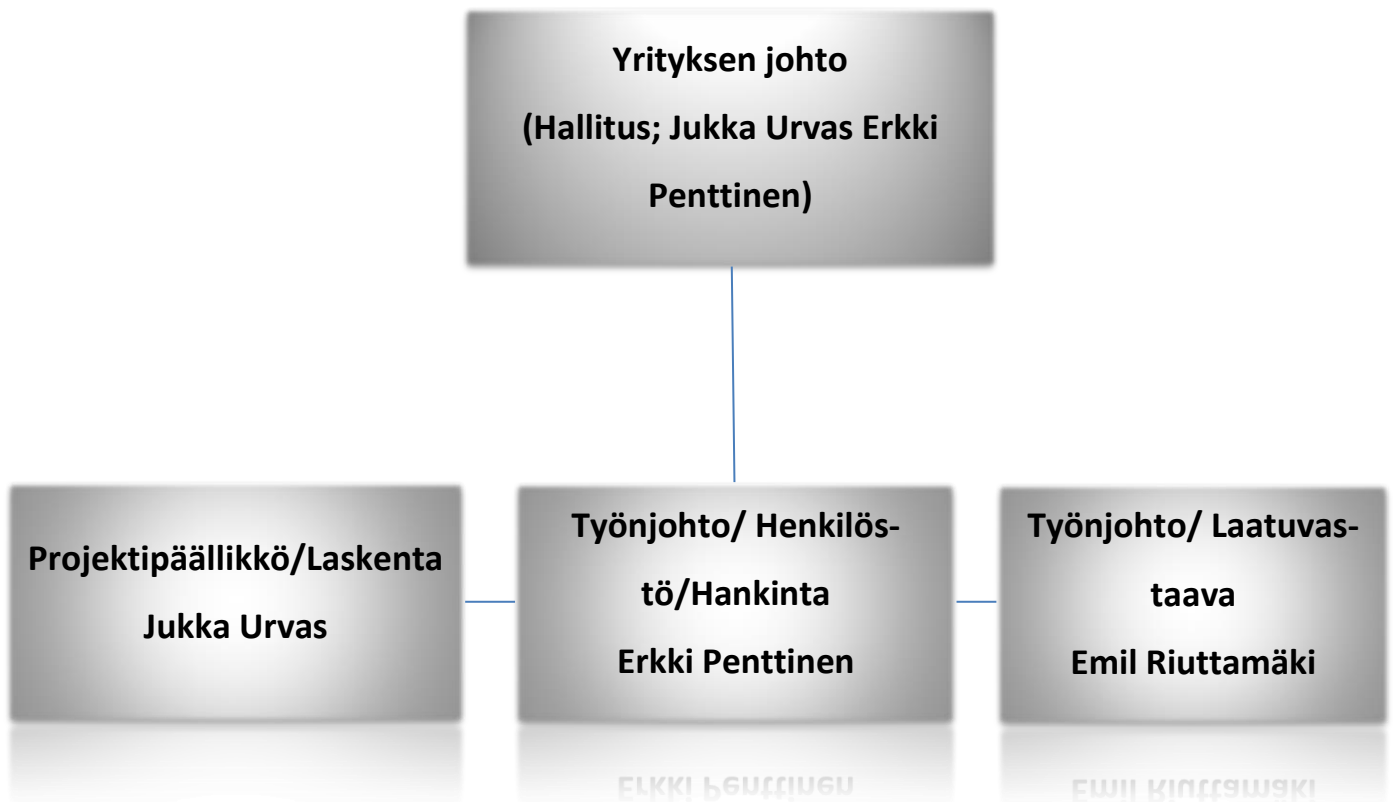 Yrityksen johto
(Hallitus; Jukka Urvas Erkki
Penttinen)
Projektipäällikkö/Laskenta
Jukka Urvas
Työnjohto/ Henkilös-
tö/Hankinta
Erkki Penttinen
Työnjohto/ Laatuvas-
taava
Emil Riuttamäki